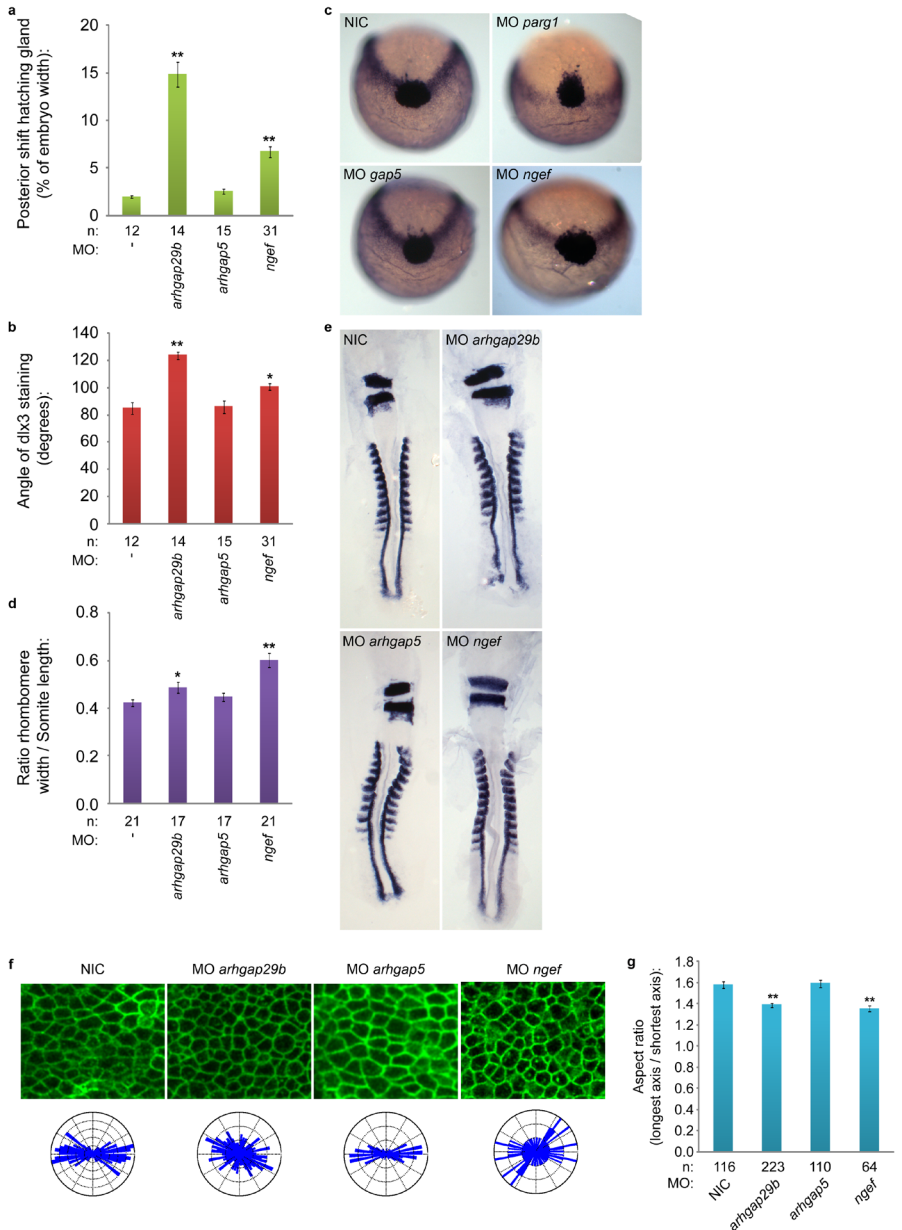 a
Posterior shift hatching gland
(% of embryo width):
20
15
10
5
0
**
**
n: 12 14 15 31
MO: - arhgap29b arhgap5 ngef
b
Angle of dlx3 staining
(degrees):
140
120
100
80
60
40
20
0
**
*
n: 12 14 15 31
MO: - arhgap29b arhgap5 ngef
c
NIC
MO parg1
MO gap5
MO ngef
d
Ratio rhombomere
width / Somite length:
0.8
0.6
0.4
0.2
0.0
*
**
n: 21 17 17 21
MO: - arhgap29b arhgap5 ngef
e
NIC
MO arhgap29b
MO arhgap5
MO ngef
f
NIC
MO arhgap29b
MO arhgap5
MO ngef
g
Aspect ratio
(longest axis / shortest axis):
1.8
1.6
1.4
1.2
1.6
0.8
0.6
0.4
0.2
0.0
**
**
n: 116 223 110 64
MO: NIC arhgap29b arhgap5 ngef